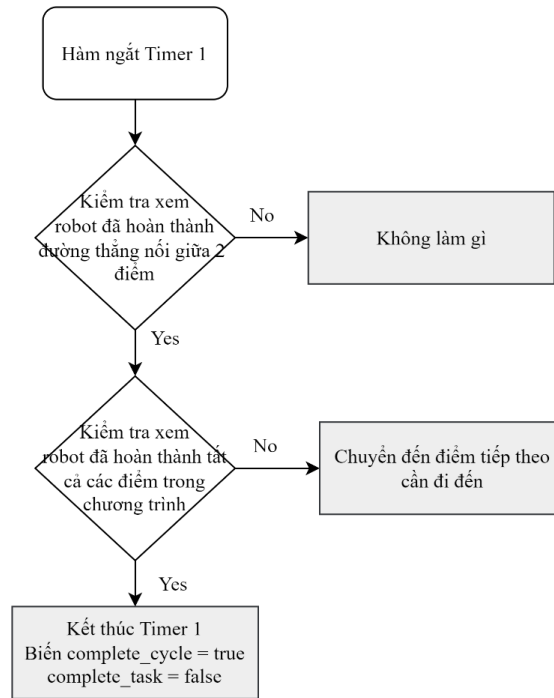 Hàm ngắt Timer 1
Kiểm tra xem
robot đã hoàn thành
đường thẳng nối giữa 2
điểm
No
Không làm gì
Yes
Kiểm tra xem
robot đã hoàn thành tất
cả các điểm trong
chương trình
No
Chuyển đến điểm tiếp theo
cần đi đến
Yes
Kết thúc Timer 1
Biến complete_cycle = true
complete_task = false